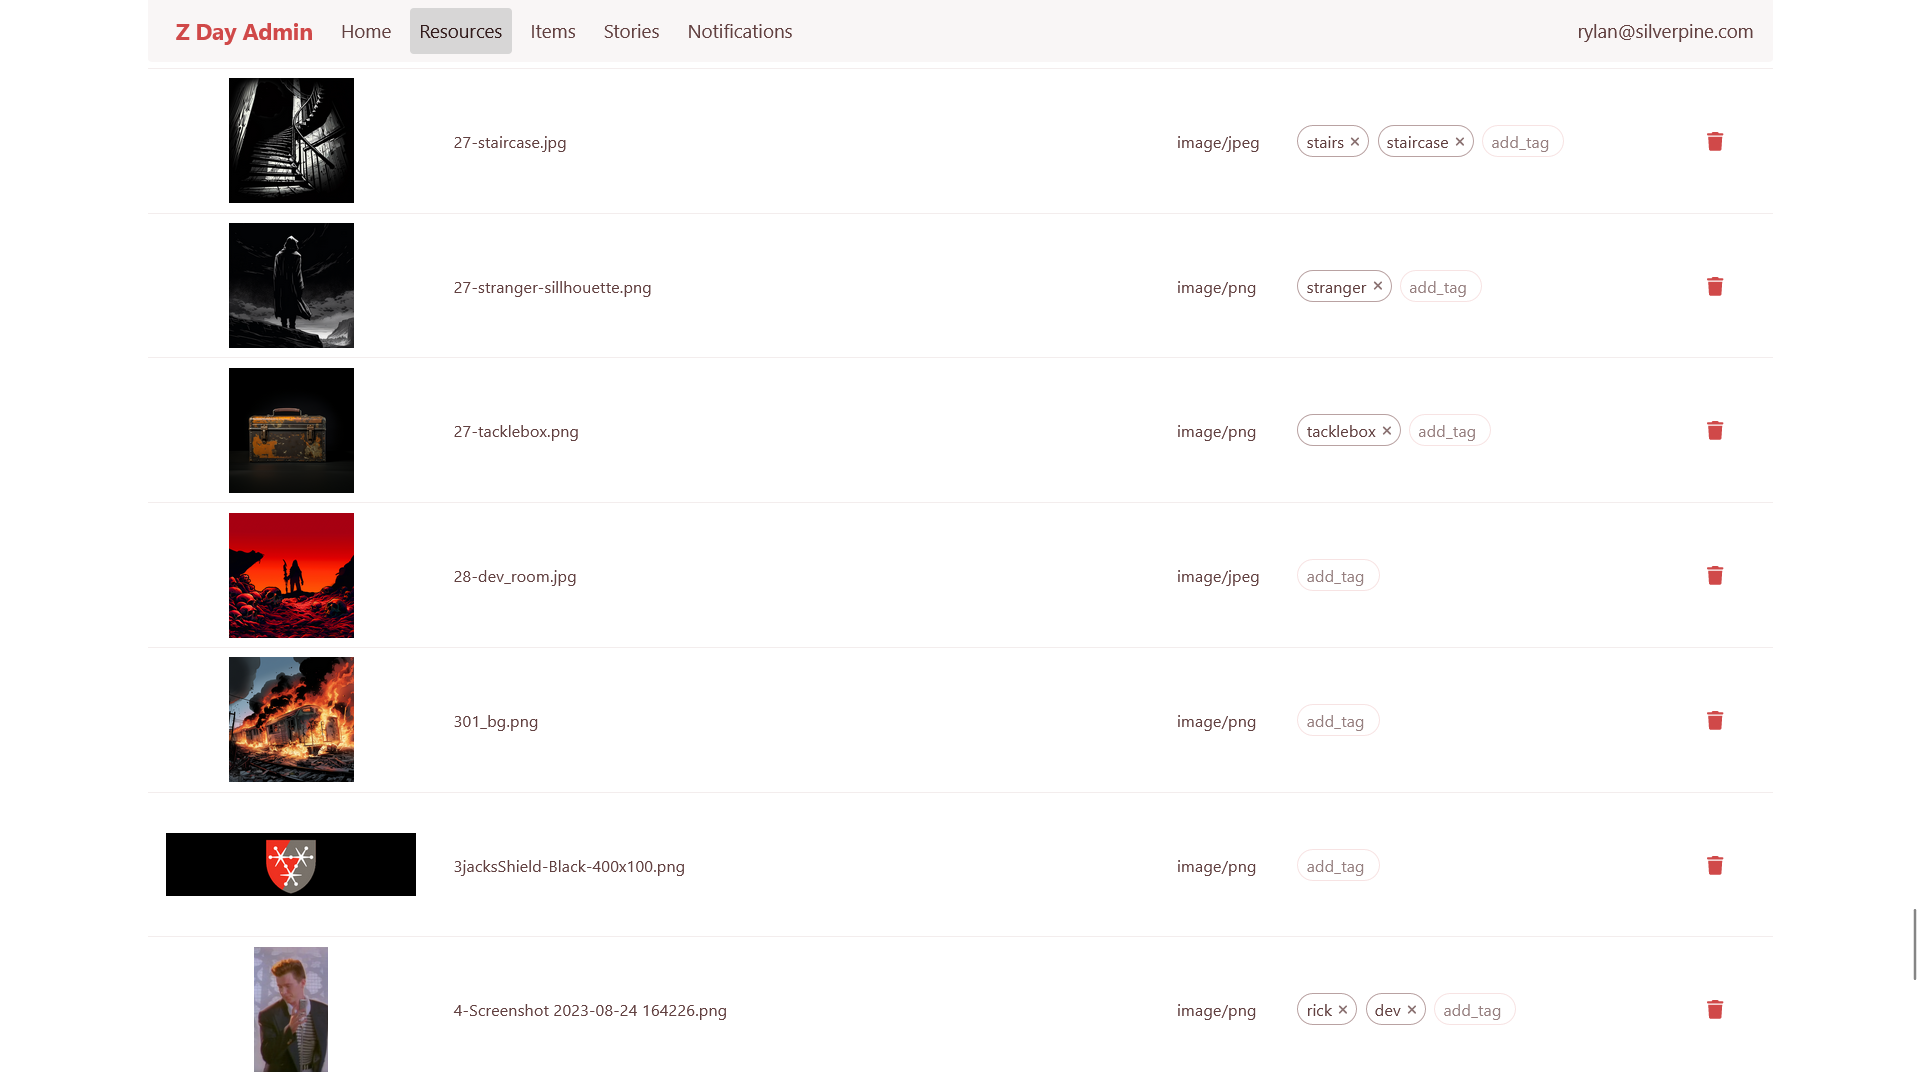 Z Day Admin Home Resources Items Stories Notifications rylan@silverpine.com
27-staircase.jpg image/jpeg stairs × staircase × add_tag
27-stranger-sillhouette.png image/png stranger × add_tag
27-tacklebox.png image/png tacklebox × add_tag
28-dev_room.jpg image/jpeg add_tag
301_bg.png image/png add_tag
3jacksShield-Black-400x100.png image/png add_tag
4-Screenshot 2023-08-24 164226.png image/png rick × dev × add_tag